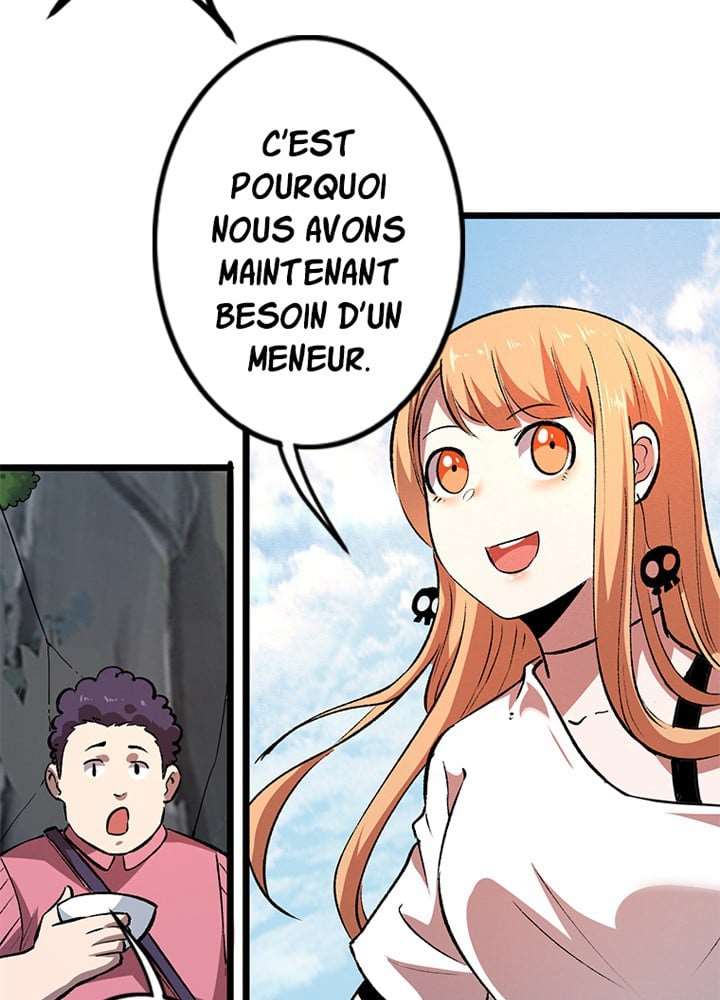 C'EST
POURQUOI
NOUS AVONS
MAINTENANT
BESOIN D'UN
MENEUR.